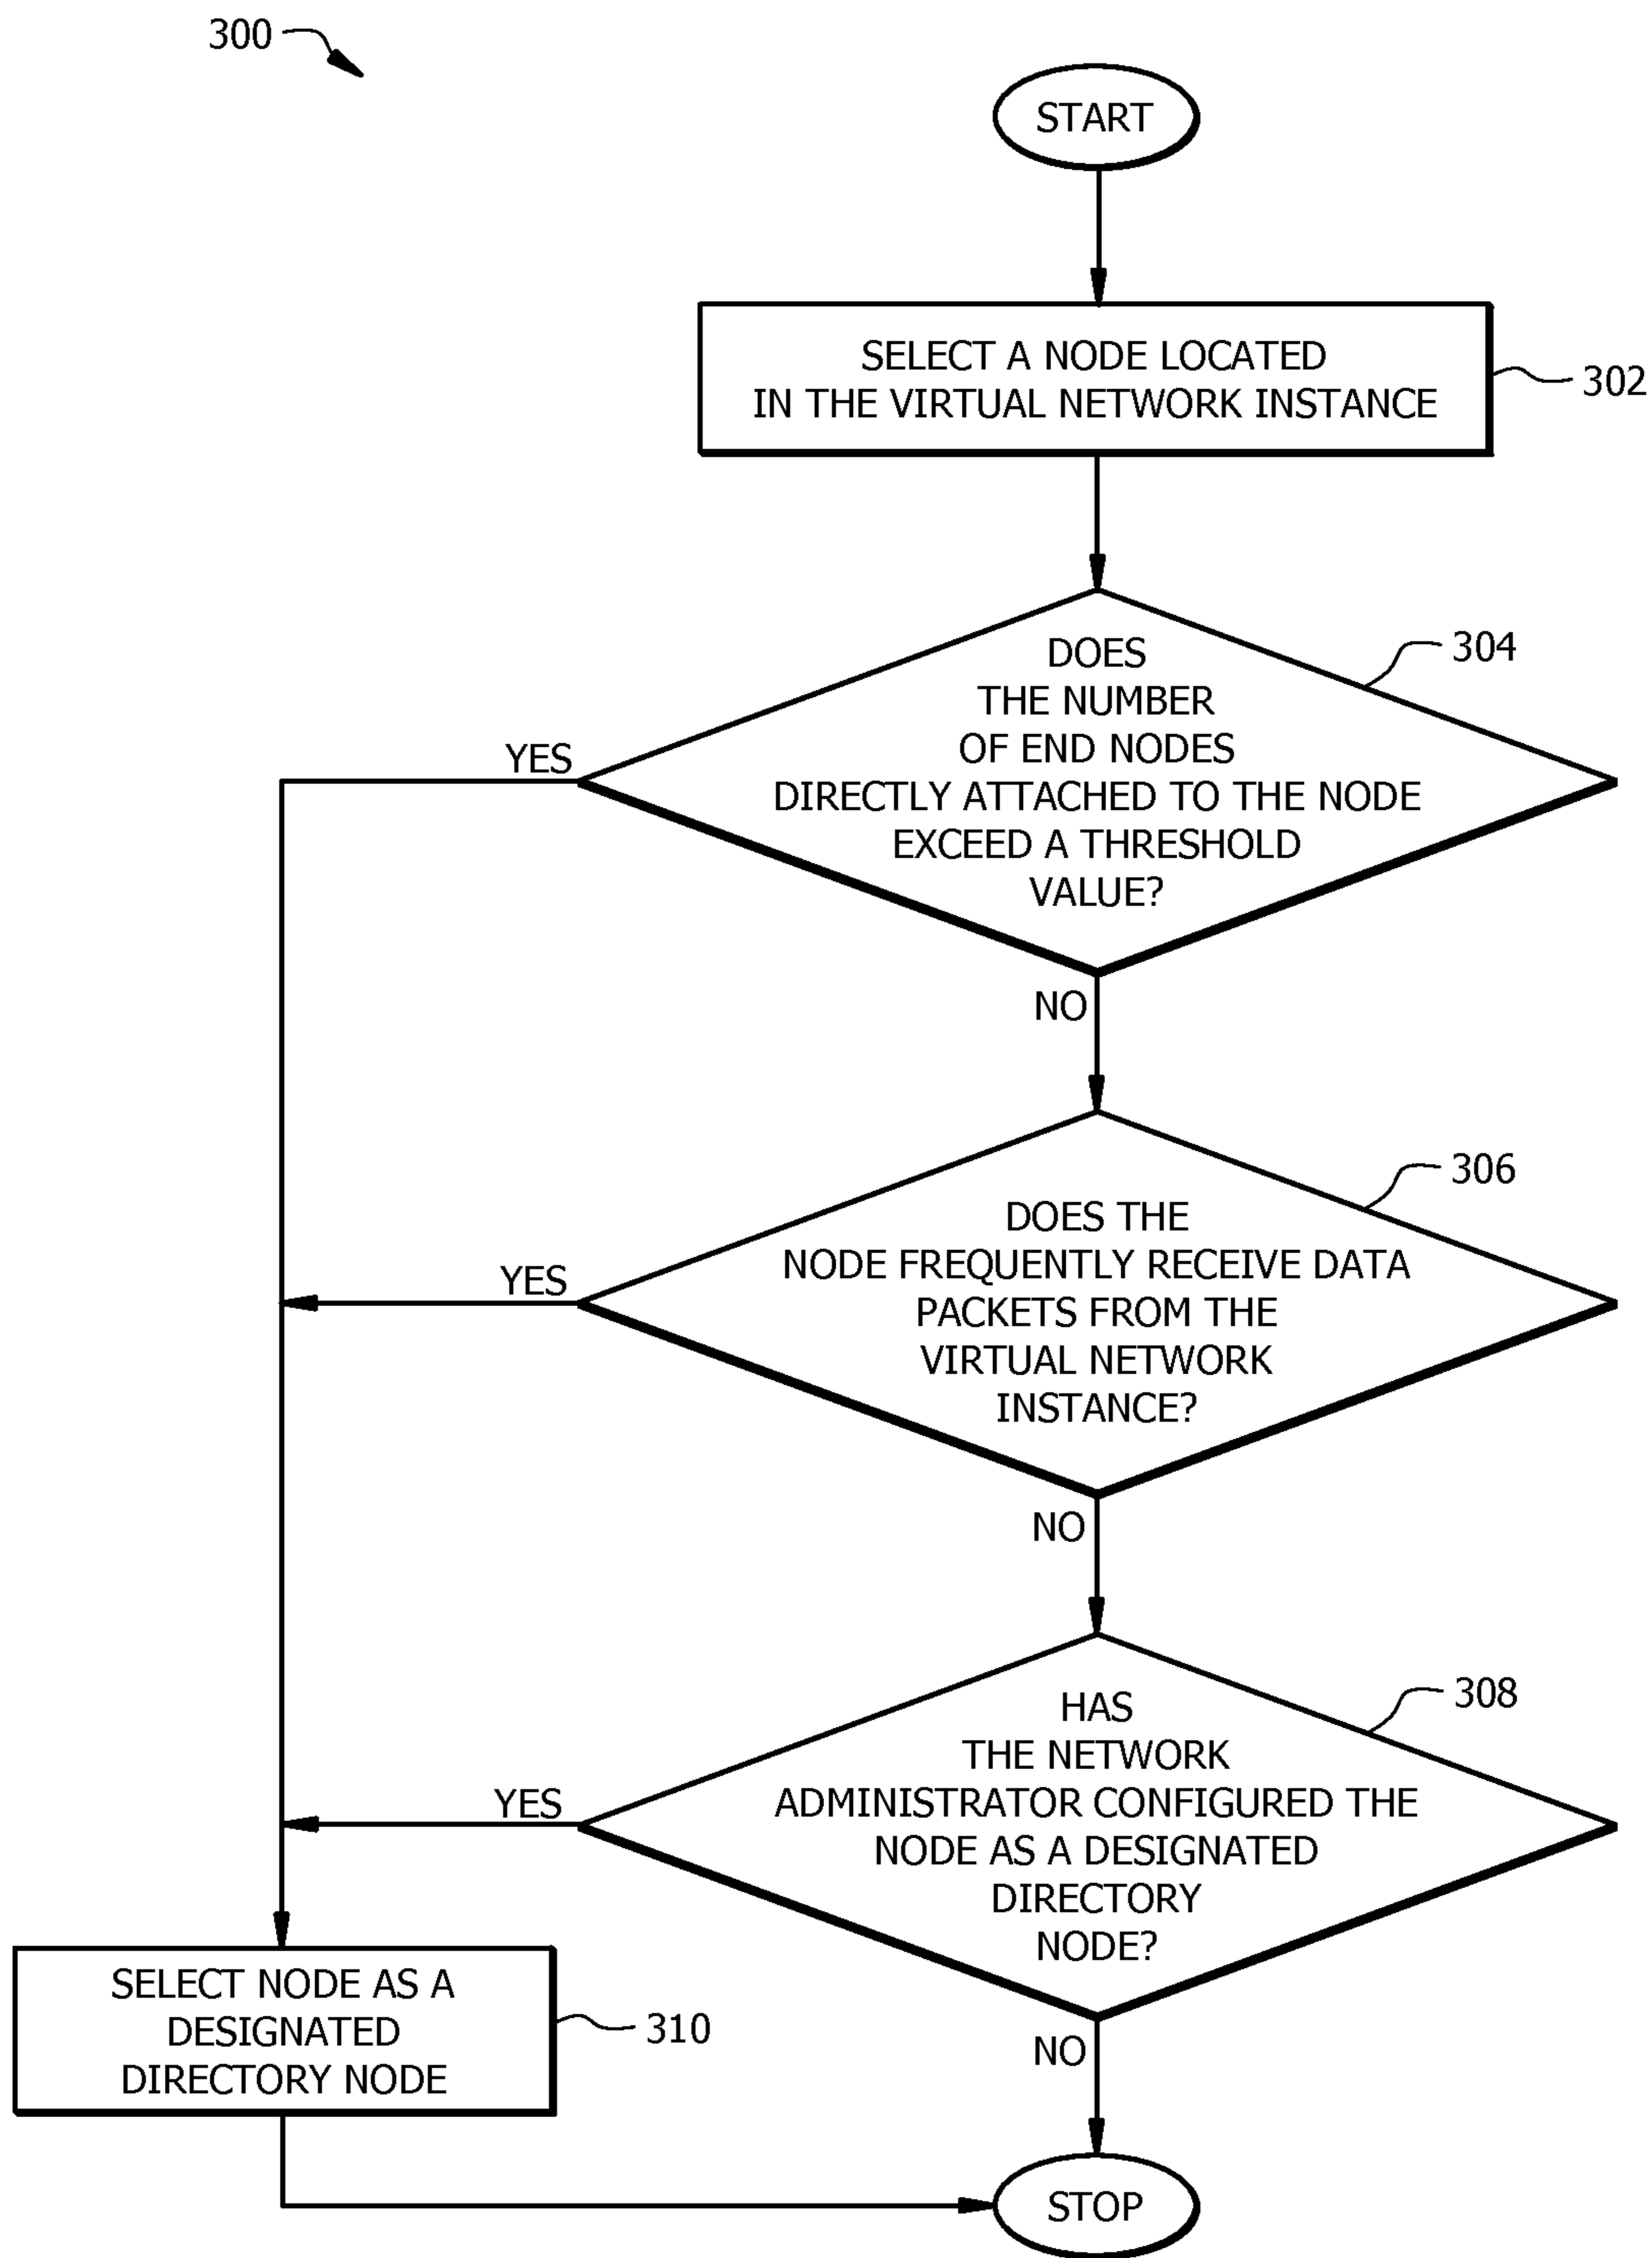 300
START
SELECT A NODE LOCATED
IN THE VIRTUAL NETWORK INSTANCE
302
DOES
THE NUMBER
OF END NODES
DIRECTLY ATTACHED TO THE NODE
EXCEED A THRESHOLD
VALUE?
304
YES
NO
DOES THE
NODE FREQUENTLY RECEIVE DATA
PACKETS FROM THE
VIRTUAL NETWORK
INSTANCE?
306
YES
NO
HAS
THE NETWORK
ADMINISTRATOR CONFIGURED THE
NODE AS A DESIGNATED
DIRECTORY
NODE?
308
YES
NO
SELECT NODE AS A
DESIGNATED
DIRECTORY NODE
310
STOP